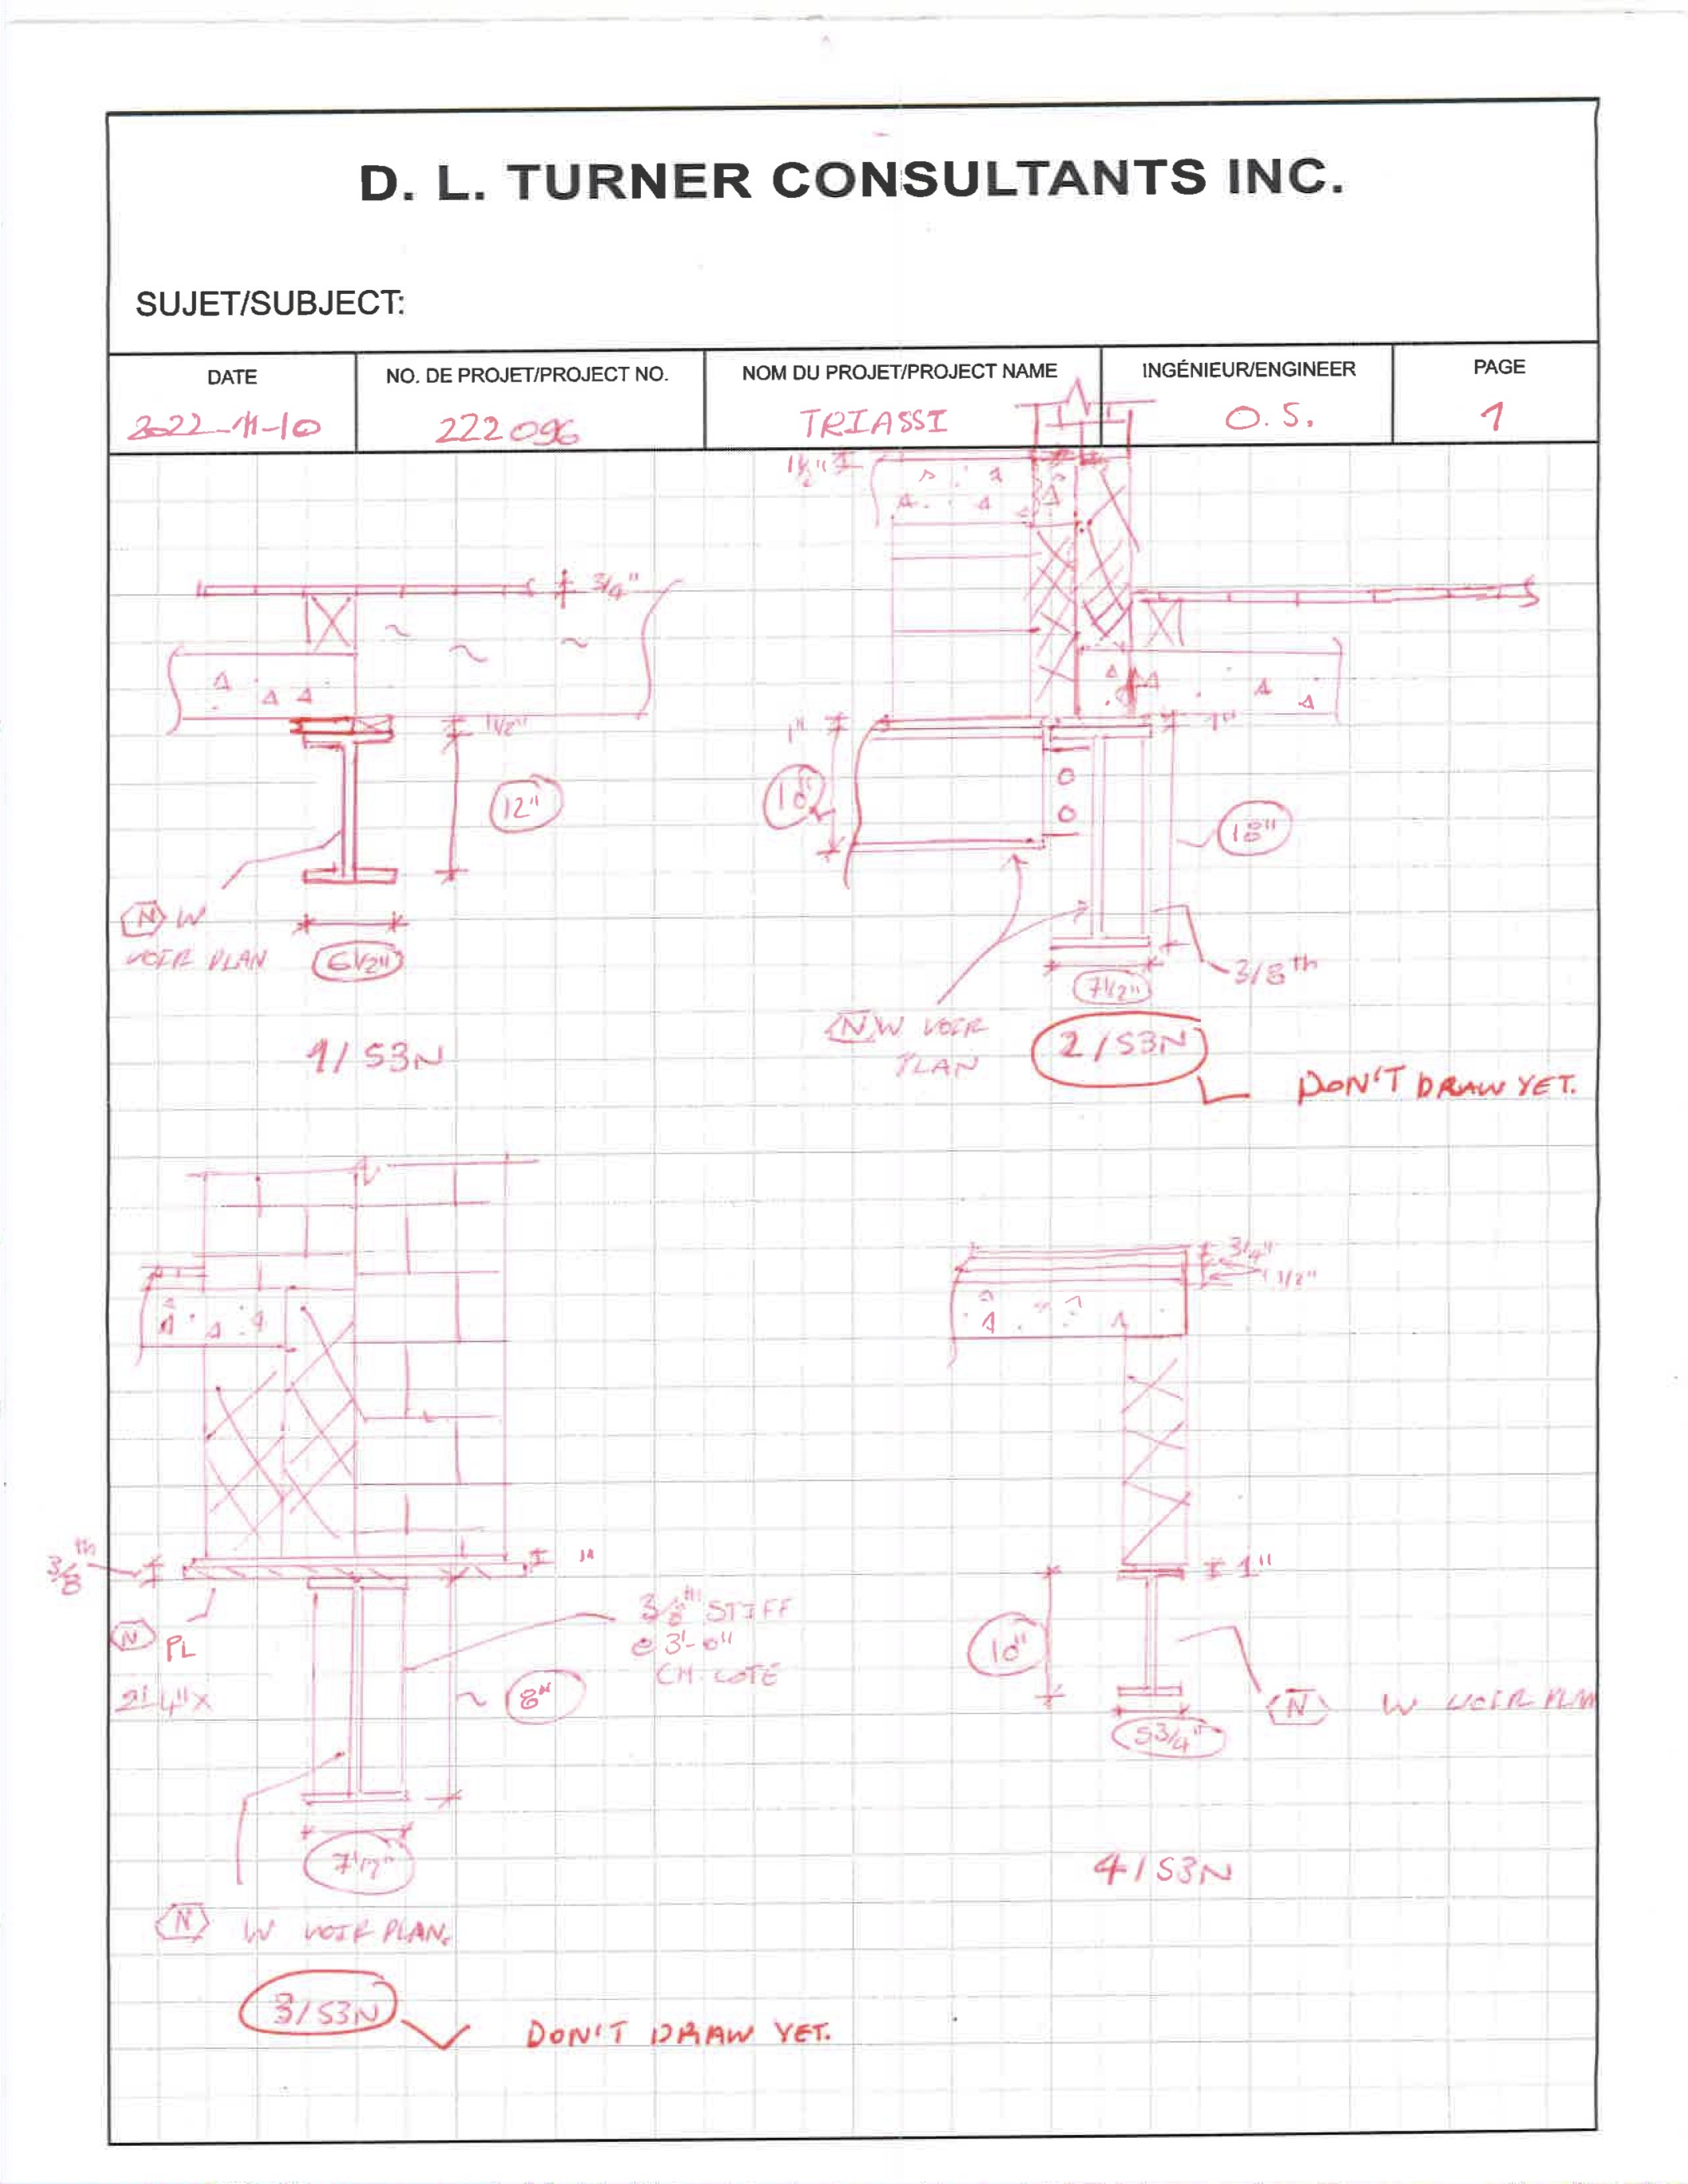 D. L. TURNER CONSULTANTS INC.
SUJET/SUBJECT:
DATE
NO. DE PROJET/PROJECT NO.
NOM DU PROJET/PROJECT NAME
INGÉNIEUR/ENGINEER
PAGE
2022-11-10
222096
TRIASSI
O.S.
1
3/4"
1 1/2"
12"
N W
VOIR PLAN
6 1/2"
1/S3N
1 1/2"
1"
1"
18"
3/8 th
7 1/2"
N W VOIR
PLAN
2/S3N
DON'T DRAW YET.
3/8 th
1"
N PL
2'-4" X
3/8 th STIFF
@ 3'-0"
CH. COTÉ
8"
7 1/2"
N W VOIR PLAN.
3/S3N
DON'T DRAW YET.
3/4"
1 1/2"
1"
10"
N W VOIR PLAN
5 3/4"
4/S3N